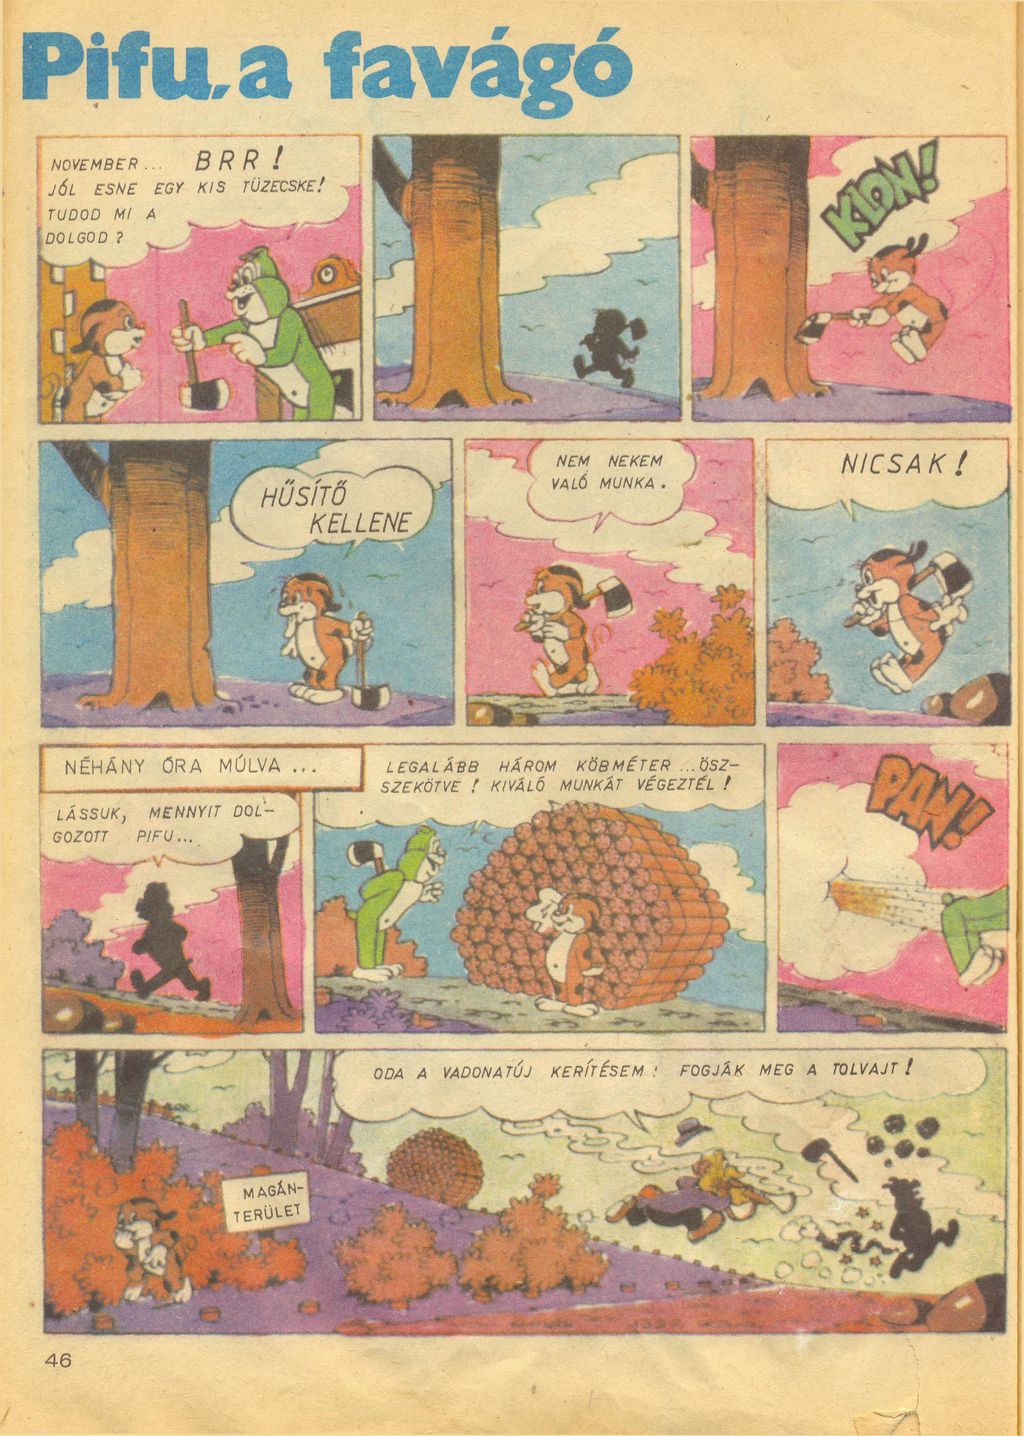 Pifu, a favágó
NOVEMBER... BRR!
JÓL ESNE EGY KIS TÜZECSKE!
TUDOD MI A
DOLGOD?
KLON!
HŰSÍTŐ
KELLENE
NEM NEKEM
VALÓ MUNKA.
NICSAK!
NÉHÁNY ÓRA MÚLVA...
LÁSSUK, MENNYIT DOL-
GOZOTT PIFU...
LEGALÁBB HÁROM KÖBMÉTER...ÖSZ-
SZEKÖTVE! KIVÁLÓ MUNKÁT VÉGEZTÉL!
PAN!
ODA A VADONATÚJ KERÍTÉSEM! FOGJÁK MEG A TOLVAJT!
MAGÁN-
TERÜLET
46